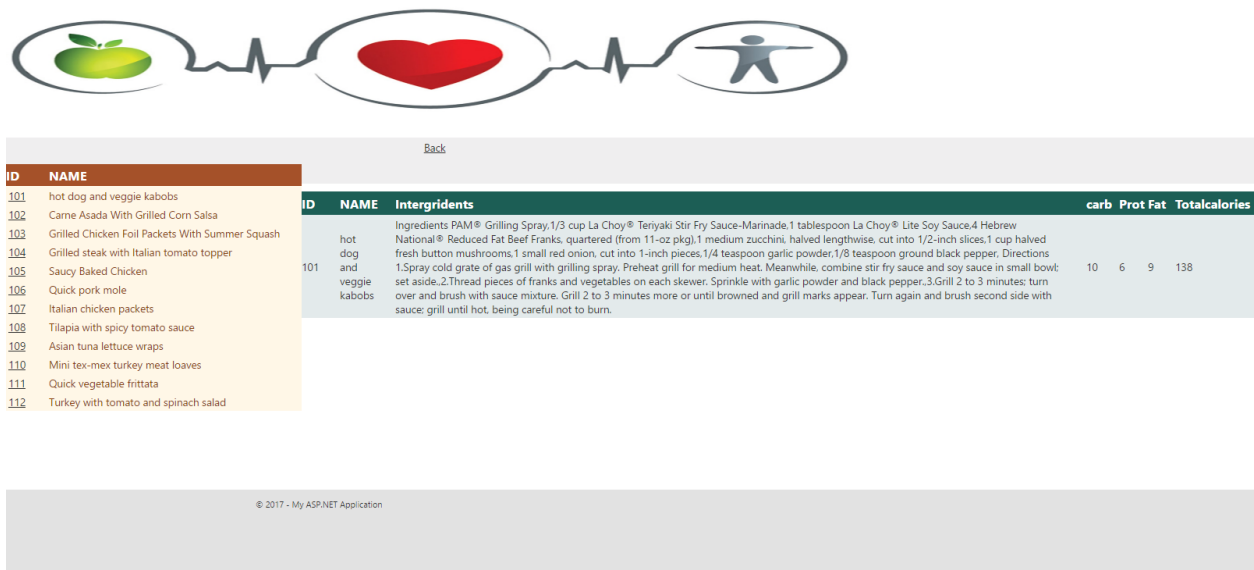 Back
ID NAME
101 hot dog and veggie kabobs
102 Carne Asada With Grilled Corn Salsa
103 Grilled Chicken Foil Packets With Summer Squash
104 Grilled steak with Italian tomato topper
105 Saucy Baked Chicken
106 Quick pork mole
107 Italian chicken packets
108 Tilapia with spicy tomato sauce
109 Asian tuna lettuce wraps
110 Mini tex-mex turkey meat loaves
111 Quick vegetable frittata
112 Turkey with tomato and spinach salad
ID NAME Intergridents carb Prot Fat Totalcalories
101
hot
dog
and
veggie
kabobs
Ingredients PAM® Grilling Spray,1/3 cup La Choy® Teriyaki Stir Fry Sauce-Marinade,1 tablespoon La Choy® Lite Soy Sauce,4 Hebrew
National® Reduced Fat Beef Franks, quartered (from 11-oz pkg),1 medium zucchini, halved lengthwise, cut into 1/2-inch slices,1 cup halved
fresh button mushrooms,1 small red onion, cut into 1-inch pieces,1/4 teaspoon garlic powder,1/8 teaspoon ground black pepper, Directions
1.Spray cold grate of gas grill with grilling spray. Preheat grill for medium heat. Meanwhile, combine stir fry sauce and soy sauce in small bowl;
set aside.,2.Thread pieces of franks and vegetables on each skewer. Sprinkle with garlic powder and black pepper.,3.Grill 2 to 3 minutes; turn
over and brush with sauce mixture. Grill 2 to 3 minutes more or until browned and grill marks appear. Turn again and brush second side with
sauce; grill until hot, being careful not to burn.
10 6 9 138
© 2017 - My ASP.NET Application